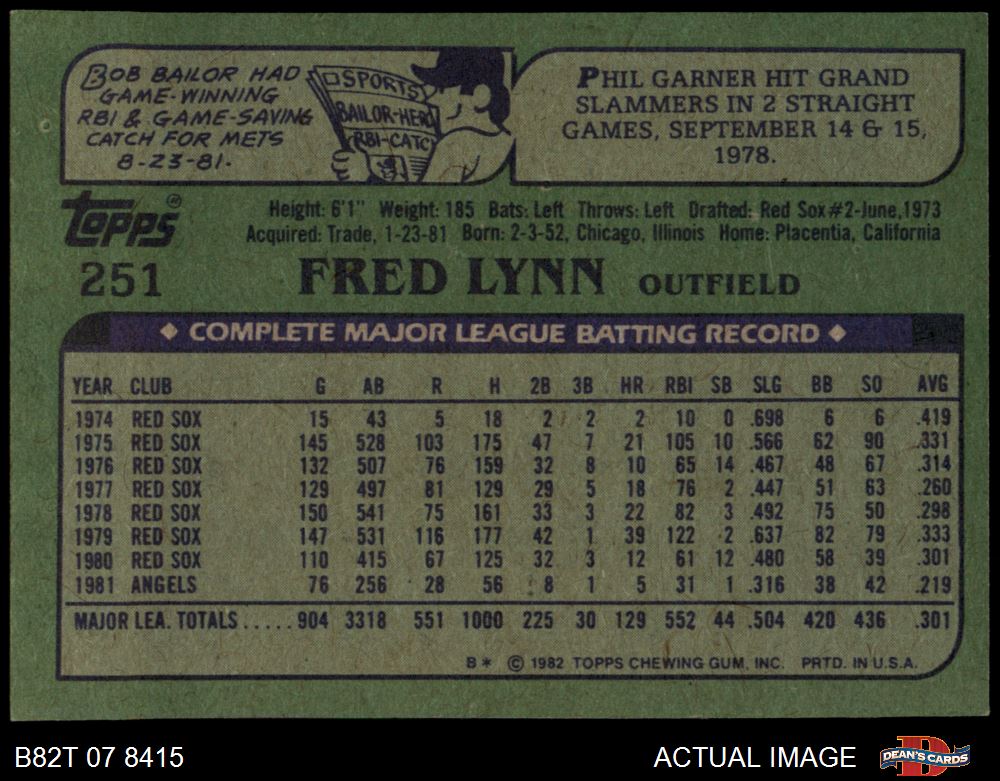 BOB BAILOR HAD
GAME-WINNING
RBI & GAME-SAVING
CATCH FOR METS
8-23-81.
SPORTS
BAILOR-HERO
RBI-CATC
PHIL GARNER HIT GRAND
SLAMMERS IN 2 STRAIGHT
GAMES, SEPTEMBER 14 & 15,
1978.
TOPPS®
Height: 6'1" Weight: 185 Bats: Left Throws: Left Drafted: Red Sox #2-June, 1973
Acquired: Trade, 1-23-81 Born: 2-3-52, Chicago, Illinois Home: Placentia, California
251 FRED LYNN OUTFIELD
◆ COMPLETE MAJOR LEAGUE BATTING RECORD ◆
YEAR CLUB G AB R H 2B 3B HR RBI SB SLG BB SO AVG
1974 RED SOX 15 43 5 18 2 2 2 10 0 .698 6 6 .419
1975 RED SOX 145 528 103 175 47 7 21 105 10 .566 62 90 .331
1976 RED SOX 132 507 76 159 32 8 10 65 14 .467 48 67 .314
1977 RED SOX 129 497 81 129 29 5 18 76 2 .447 51 63 .260
1978 RED SOX 150 541 75 161 33 3 22 82 3 .492 75 50 .298
1979 RED SOX 147 531 116 177 42 1 39 122 2 .637 82 79 .333
1980 RED SOX 110 415 67 125 32 3 12 61 12 .480 58 39 .301
1981 ANGELS 76 256 28 56 8 1 5 31 1 .316 38 42 .219
MAJOR LEA. TOTALS ..... 904 3318 551 1000 225 30 129 552 44 .504 420 436 .301
B* © 1982 TOPPS CHEWING GUM, INC. PRTD. IN U.S.A.
B82T 07 8415
ACTUAL IMAGE
DEAN'S CARDS